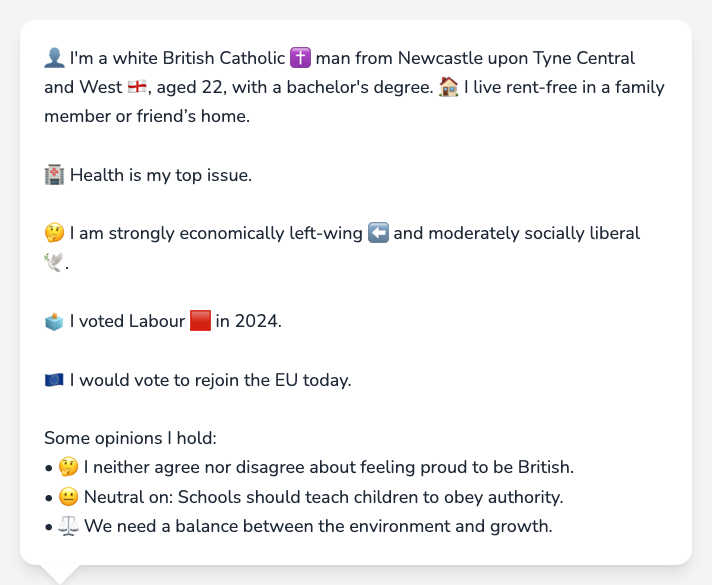 👤 I'm a white British Catholic ✝️ man from Newcastle upon Tyne Central
and West 🏴󠁧󠁢󠁥󠁮󠁧󠁿, aged 22, with a bachelor's degree. 🏠 I live rent-free in a family
member or friend’s home.
🏥 Health is my top issue.
🤔 I am strongly economically left-wing ⬅️ and moderately socially liberal
🕊️.
🗳️ I voted Labour 🟥 in 2024.
🇪🇺 I would vote to rejoin the EU today.
Some opinions I hold:
• 🤔 I neither agree nor disagree about feeling proud to be British.
• 😐 Neutral on: Schools should teach children to obey authority.
• ⚖️ We need a balance between the environment and growth.